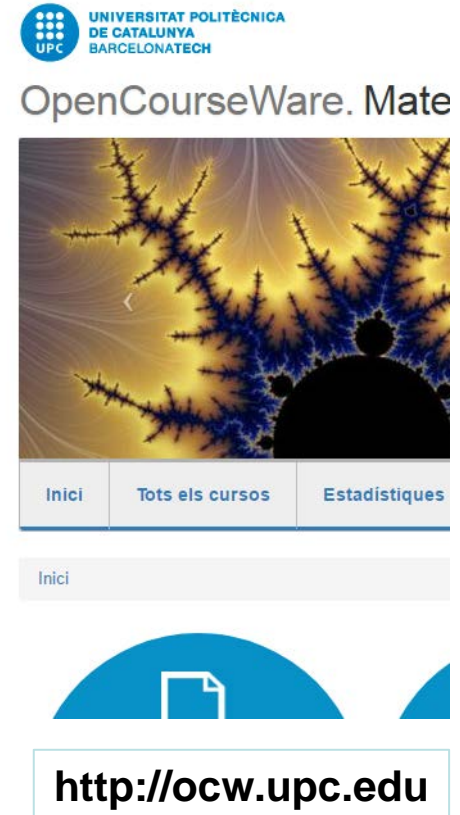 UNIVERSITAT POLITÈCNICA
DE CATALUNYA
BARCELONATECH
UPC
OpenCourseWare. Mate
Inici
Tots els cursos
Estadístiques
Inici
http://ocw.upc.edu